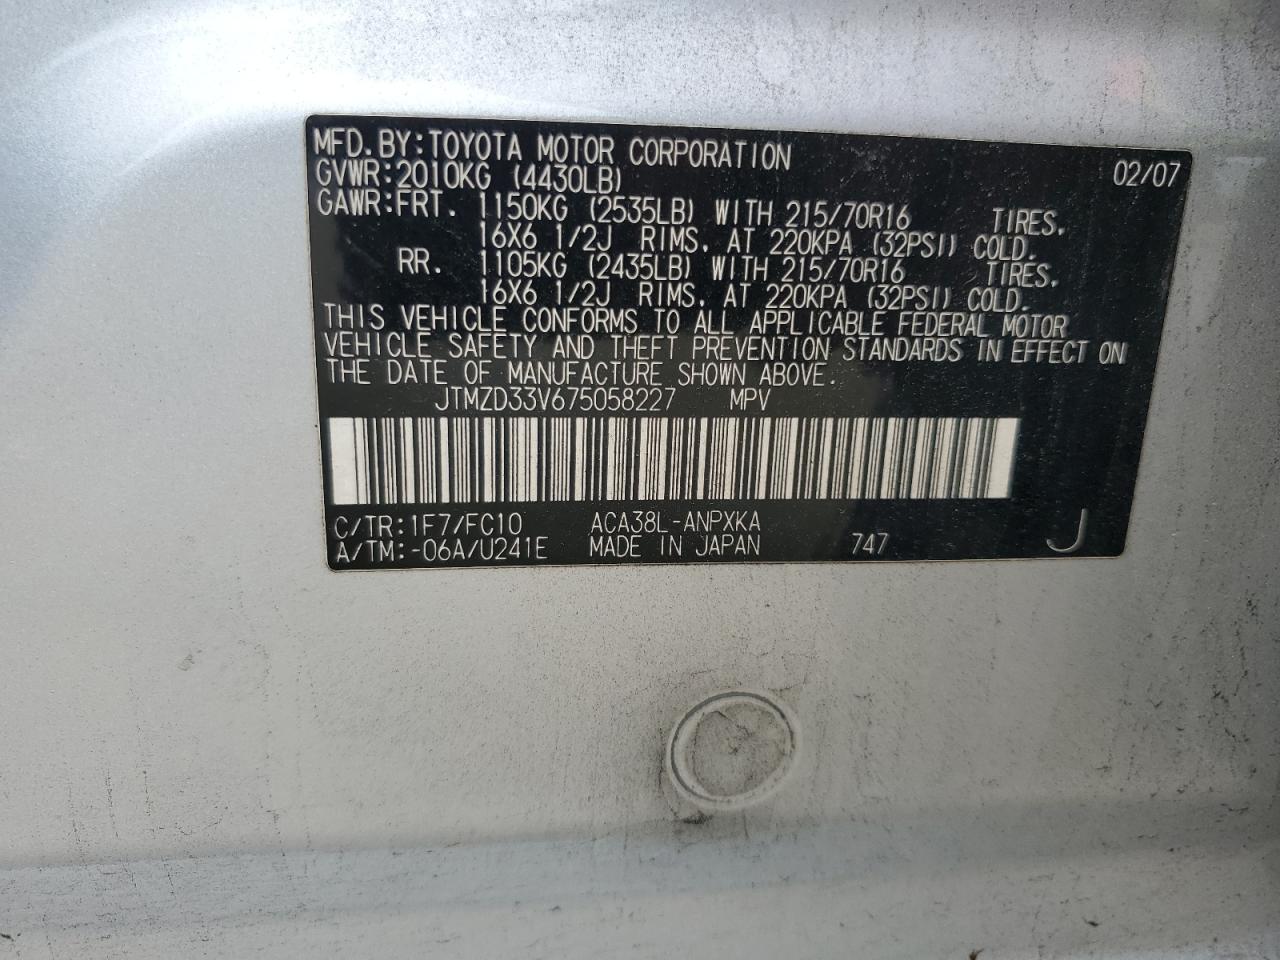 MFD.BY:TOYOTA MOTOR CORPORATION 02/07
GVWR:2010KG (4430LB)
GAWR:FRT. 1150KG (2535LB) WITH 215/70R16 TIRES.
16X6 1/2J RIMS, AT 220KPA (32PSI) COLD.
RR. 1105KG (2435LB) WITH 215/70R16 TIRES.
16X6 1/2J RIMS, AT 220KPA (32PSI) COLD.
THIS VEHICLE CONFORMS TO ALL APPLICABLE FEDERAL MOTOR
VEHICLE SAFETY AND THEFT PREVENTION STANDARDS IN EFFECT ON
THE DATE OF MANUFACTURE SHOWN ABOVE.
JTMZD33V675058227 MPV
C/TR:1F7/FC10 ACA38L-ANPXKA
A/TM:-06A/U241E MADE IN JAPAN 747 J